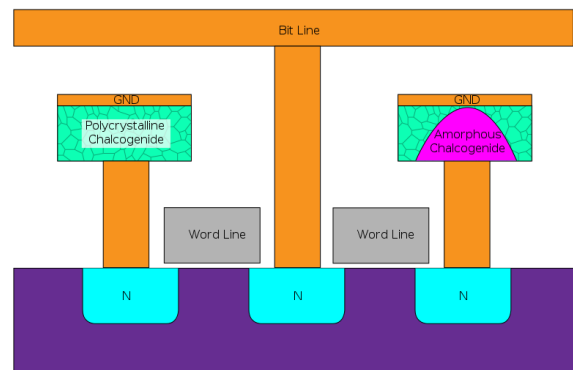 Bit Line
GND
GND
Polycrystalline
Chalcogenide
Amorphous
Chalcogenide
Word Line
Word Line
N
N
N